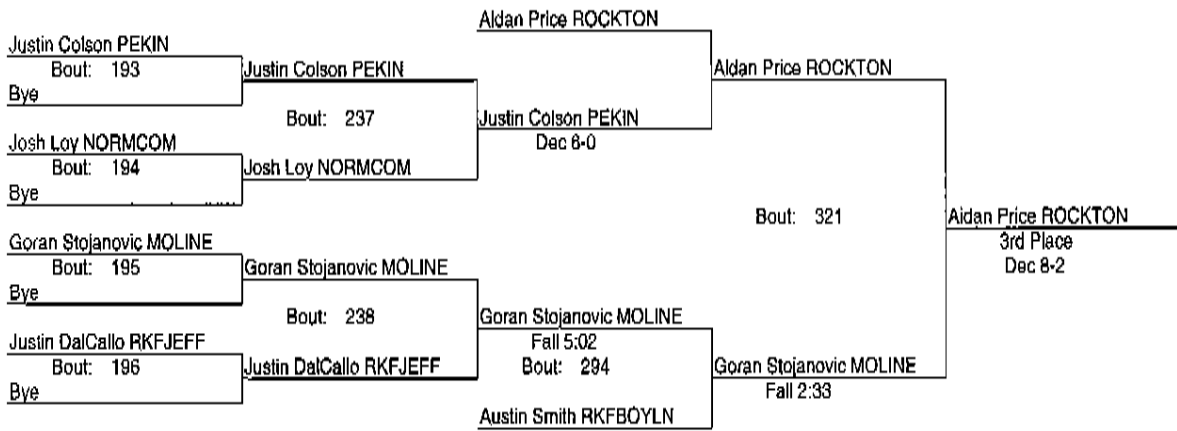 Aidan Price ROCKTON
Justin Colson PEKIN
Bout: 193
Justin Colson PEKIN
Aidan Price ROCKTON
Bye
Bout: 237
Justin Colson PEKIN
Dec 6-0
Josh Loy NORMCOM
Bout: 194
Josh Loy NORMCOM
Bye
Bout: 321
Aidan Price ROCKTON
3rd Place
Dec 8-2
Goran Stojanovic MOLINE
Bout: 195
Goran Stojanovic MOLINE
Bye
Bout: 238
Goran Stojanovic MOLINE
Fall 5:02
Justin DalCallo RKFJEFF
Bout: 196
Justin DalCallo RKFJEFF
Bout: 294
Goran Stojanovic MOLINE
Fall 2:33
Bye
Austin Smith RKFBOYLN